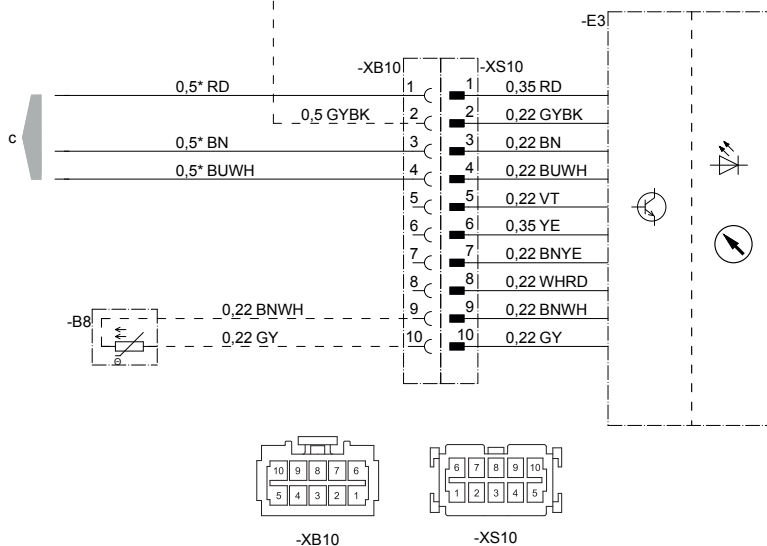 -E3
-XB10 -XS10
0,5* RD 1 1 0,35 RD
0,5 GYBK 2 2 0,22 GYBK
c 0,5* BN 3 3 0,22 BN
0,5* BUWH 4 4 0,22 BUWH
5 5 0,22 VT
6 6 0,35 YE
7 7 0,22 BNYE
8 8 0,22 WHRD
-B8 0,22 BNWH 9 9 0,22 BNWH
0,22 GY 10 10 0,22 GY
Θ
10 9 8 7 6 6 7 8 9 10
5 4 3 2 1 1 2 3 4 5
-XB10 -XS10